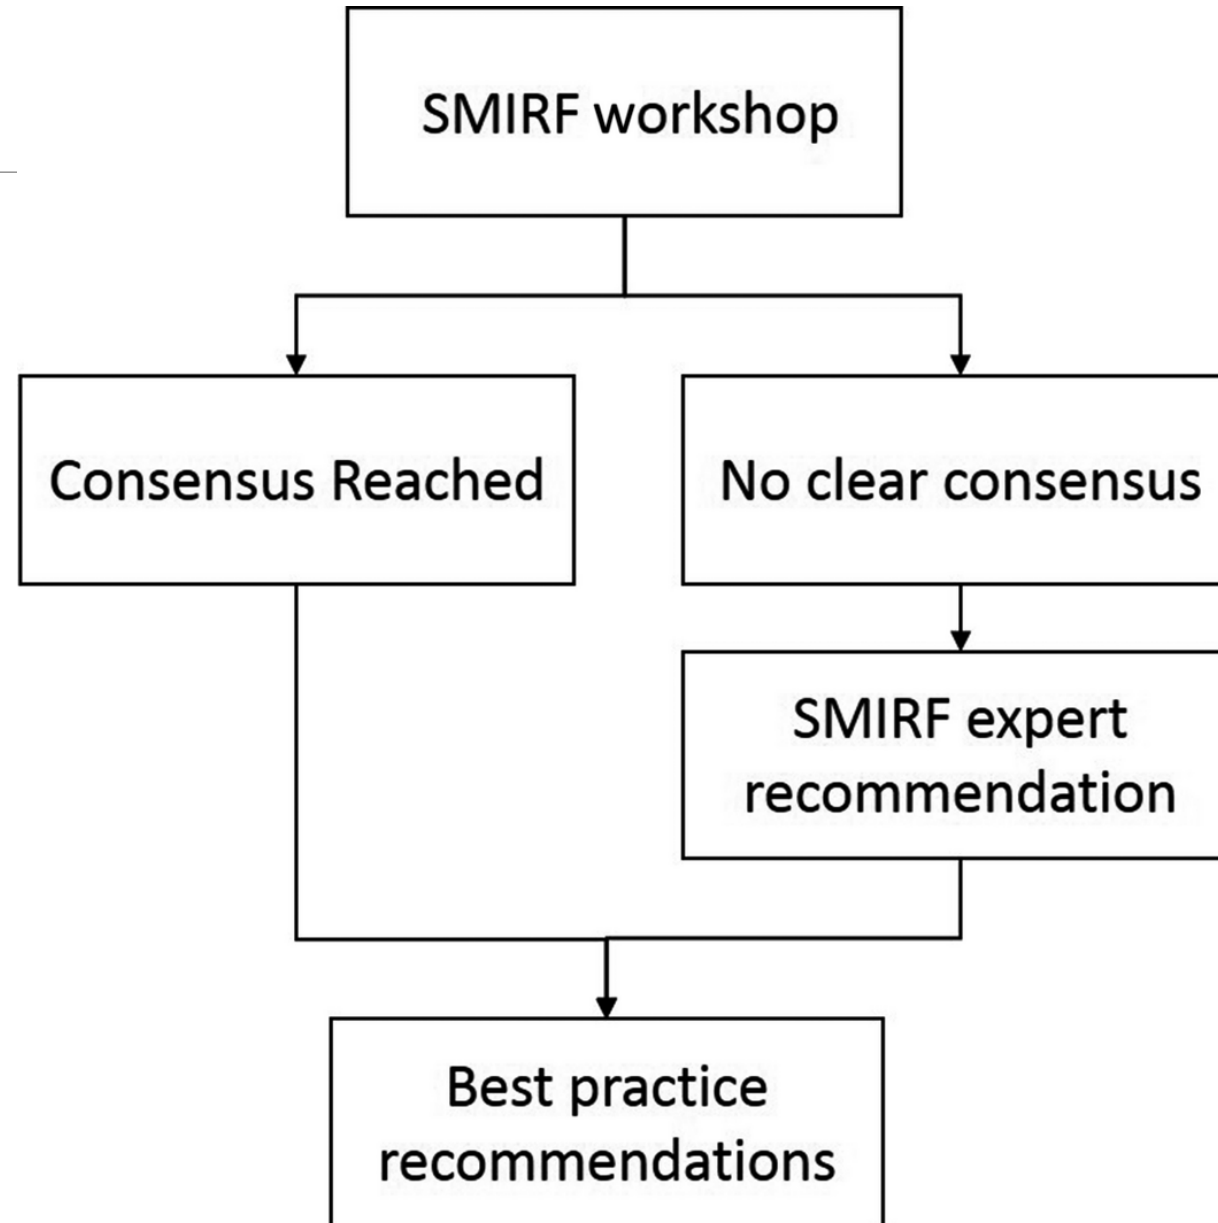 SMIRF workshop
Consensus Reached
No clear consensus
SMIRF expert
recommendation
Best practice
recommendations